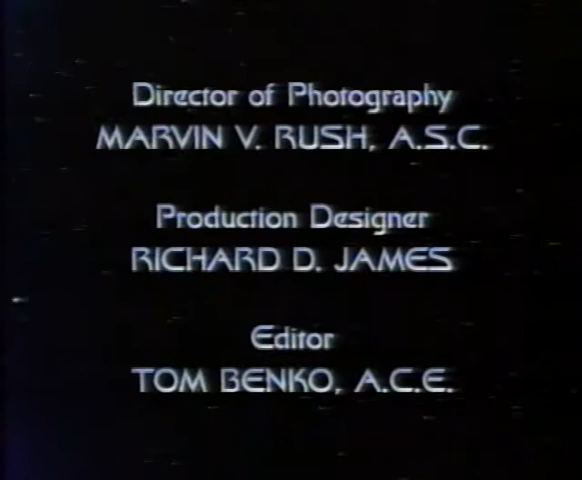 Director of Photography
MARVIN V. RUSH, A.S.C.
Production Designer
RICHARD D. JAMES
Editor
TOM BENKO, A.C.E.